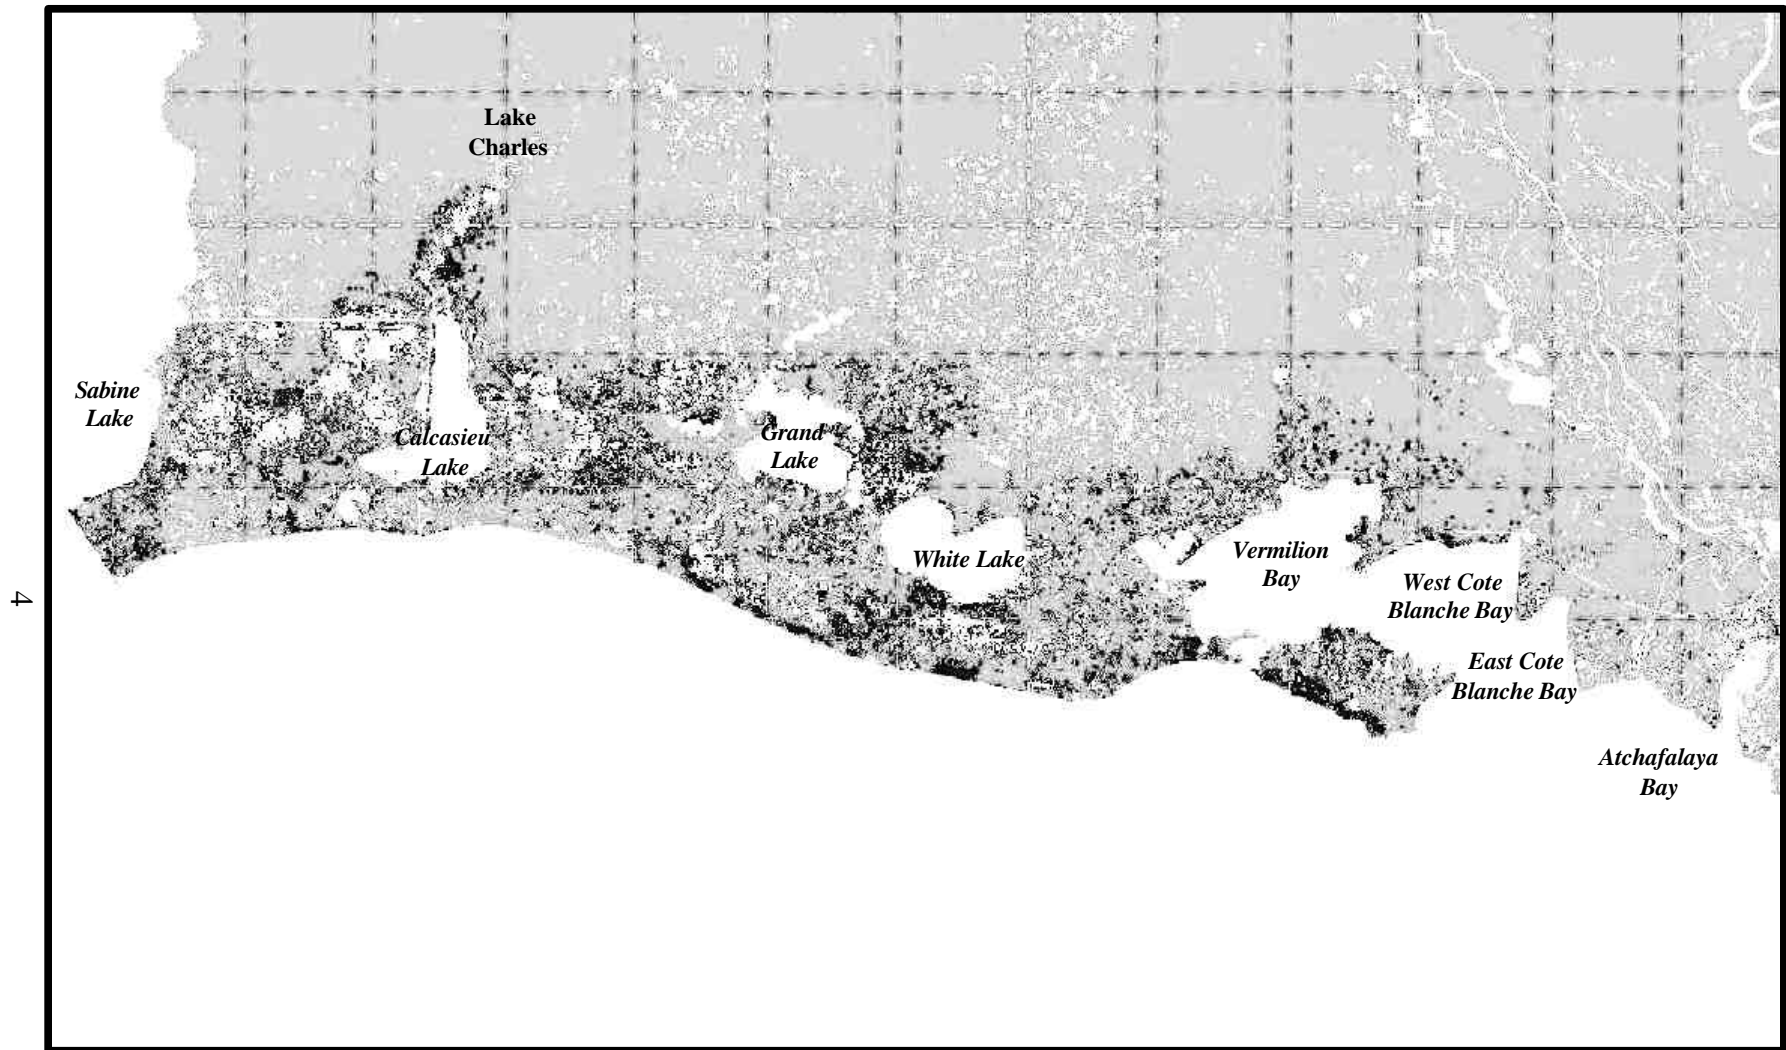 Lake
Charles
Sabine
Lake
Calcasieu
Lake
Grand
Lake
White Lake
Vermilion
Bay
West Cote
Blanche Bay
East Cote
Blanche Bay
Atchafalaya
Bay
4